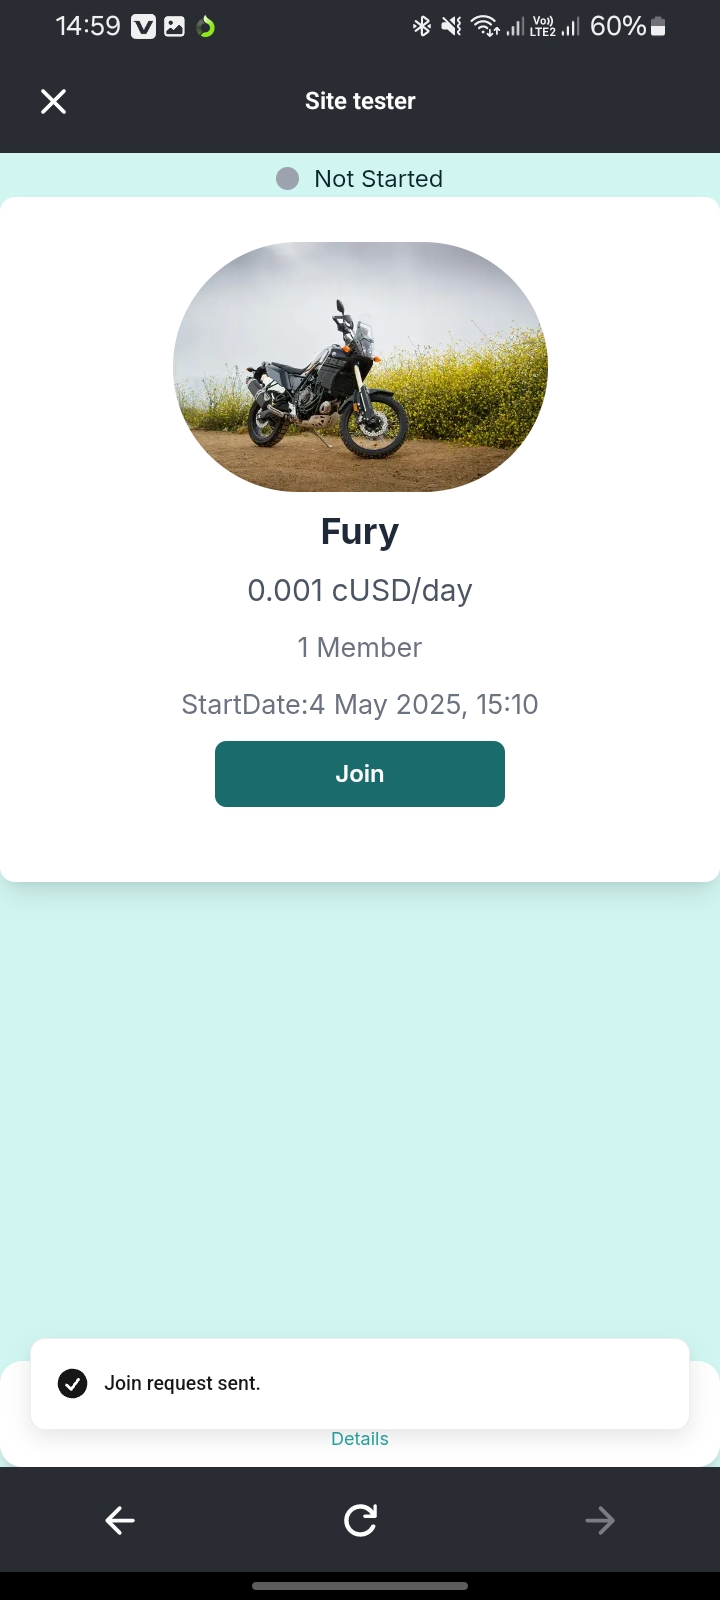 14:59 Vo)) LTE2 60%
Site tester
Not Started
Fury
0.001 cUSD/day
1 Member
StartDate:4 May 2025, 15:10
Join
Join request sent.
Details